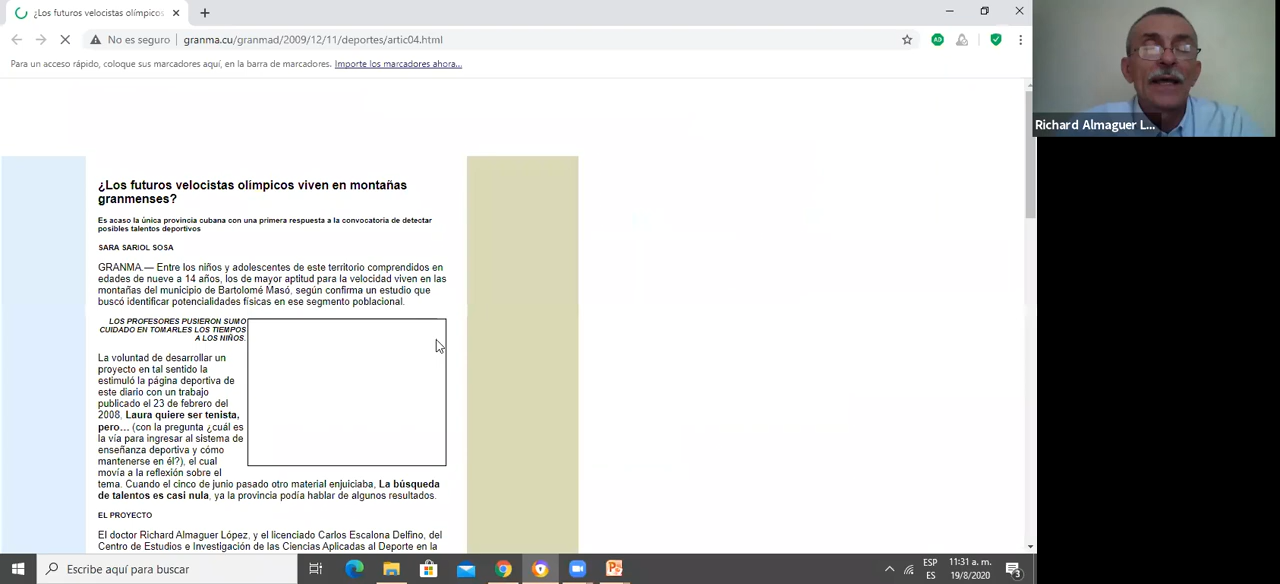 ¿Los futuros velocistas olímpicos
No es seguro
granma.cu/granmad/2009/12/11/deportes/artic04.html
Para un acceso rápido, coloque sus marcadores aquí, en la barra de marcadores. Importe los marcadores ahora...
Richard Almaguer L...
¿Los futuros velocistas olímpicos viven en montañas
granmenses?
Es acaso la única provincia cubana con una primera respuesta a la convocatoria de detectar
posibles talentos deportivos
SARA SARIOL SOSA
GRANMA.— Entre los niños y adolescentes de este territorio comprendidos en
edades de nueve a 14 años, los de mayor aptitud para la velocidad viven en las
montañas del municipio de Bartolomé Masó, según confirma un estudio que
buscó identificar potencialidades físicas en ese segmento poblacional.
LOS PROFESORES PUSIERON SUMO
CUIDADO EN TOMARLES LOS TIEMPOS
A LOS NIÑOS.
La voluntad de desarrollar un
proyecto en tal sentido la
estimuló la página deportiva de
este diario con un trabajo
publicado el 23 de febrero del
2008, Laura quiere ser tenista,
pero... (con la pregunta ¿cuál es
la vía para ingresar al sistema de
enseñanza deportiva y cómo
mantenerse en él?), el cual
movía a la reflexión sobre el
tema. Cuando el cinco de junio pasado otro material enjuiciaba, La búsqueda
de talentos es casi nula, ya la provincia podía hablar de algunos resultados.
EL PROYECTO
El doctor Richard Almaguer López, y el licenciado Carlos Escalona Delfino, del
Centro de Estudios e Investigación de las Ciencias Aplicadas al Deporte en la
Escribe aquí para buscar
ESP
ES
11:31 a. m.
19/8/2020
3